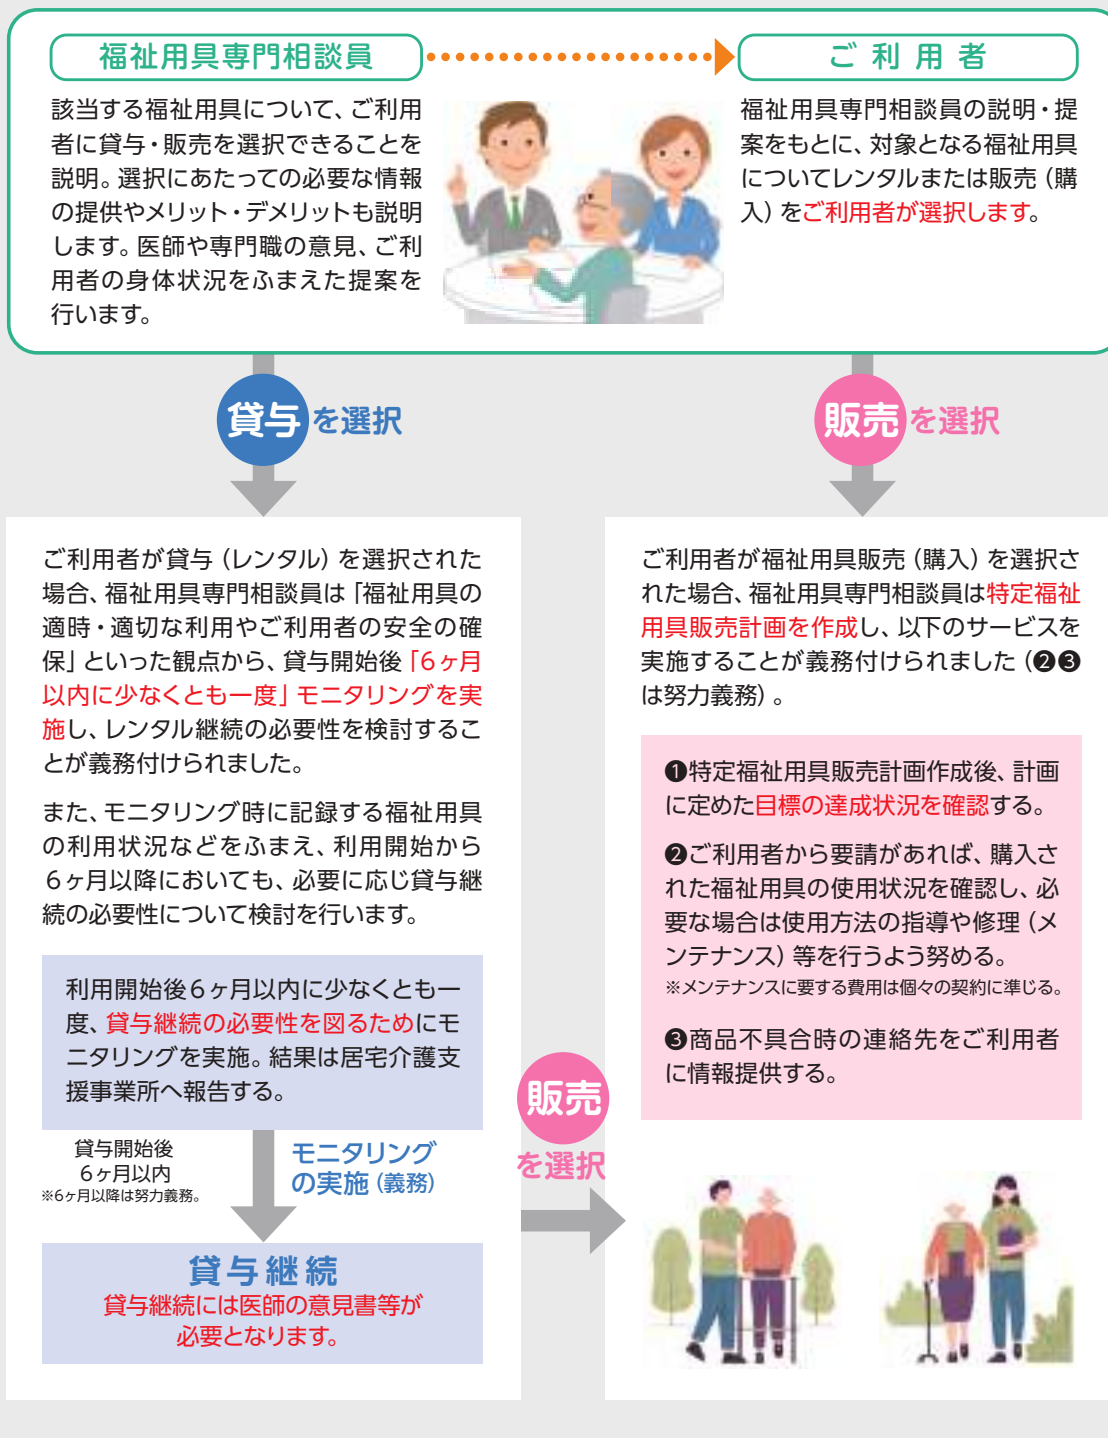 福祉用具専門相談員
該当する福祉用具について、ご利用
者に貸与・販売を選択できることを
説明。選択にあたっての必要な情報
の提供やメリット・デメリットも説明
します。医師や専門職の意見、ご利
用者の身体状況をふまえた提案を
行います。
ご利用者
福祉用具専門相談員の説明・提
案をもとに、対象となる福祉用具
についてレンタルまたは販売（購
入）をご利用者が選択します。
貸与を選択
販売を選択
ご利用者が貸与（レンタル）を選択された
場合、福祉用具専門相談員は「福祉用具の
適時・適切な利用やご利用者の安全の確
保」といった観点から、貸与開始後「6ヶ月
以内に少なくとも一度」モニタリングを実
施し、レンタル継続の必要性を検討するこ
とが義務付けられました。
また、モニタリング時に記録する福祉用具
の利用状況などをふまえ、利用開始から
6ヶ月以降においても、必要に応じ貸与継
続の必要性について検討を行います。
利用開始後6ヶ月以内に少なくとも一
度、貸与継続の必要性を図るためにモ
ニタリングを実施。結果は居宅介護支
援事業所へ報告する。
貸与開始後
6ヶ月以内
※6ヶ月以降は努力義務。
モニタリング
の実施（義務）
貸与継続
貸与継続には医師の意見書等が
必要となります。
販売
を選択
ご利用者が福祉用具販売（購入）を選択さ
れた場合、福祉用具専門相談員は特定福祉
用具販売計画を作成し、以下のサービスを
実施することが義務付けられました（❷❸
は努力義務）。
❶特定福祉用具販売計画作成後、計画
に定めた目標の達成状況を確認する。
❷ご利用者から要請があれば、購入さ
れた福祉用具の使用状況を確認し、必
要な場合は使用方法の指導や修理（メ
ンテナンス）等を行うよう努める。
※メンテナンスに要する費用は個々の契約に準じる。
❸商品不具合時の連絡先をご利用者
に情報提供する。